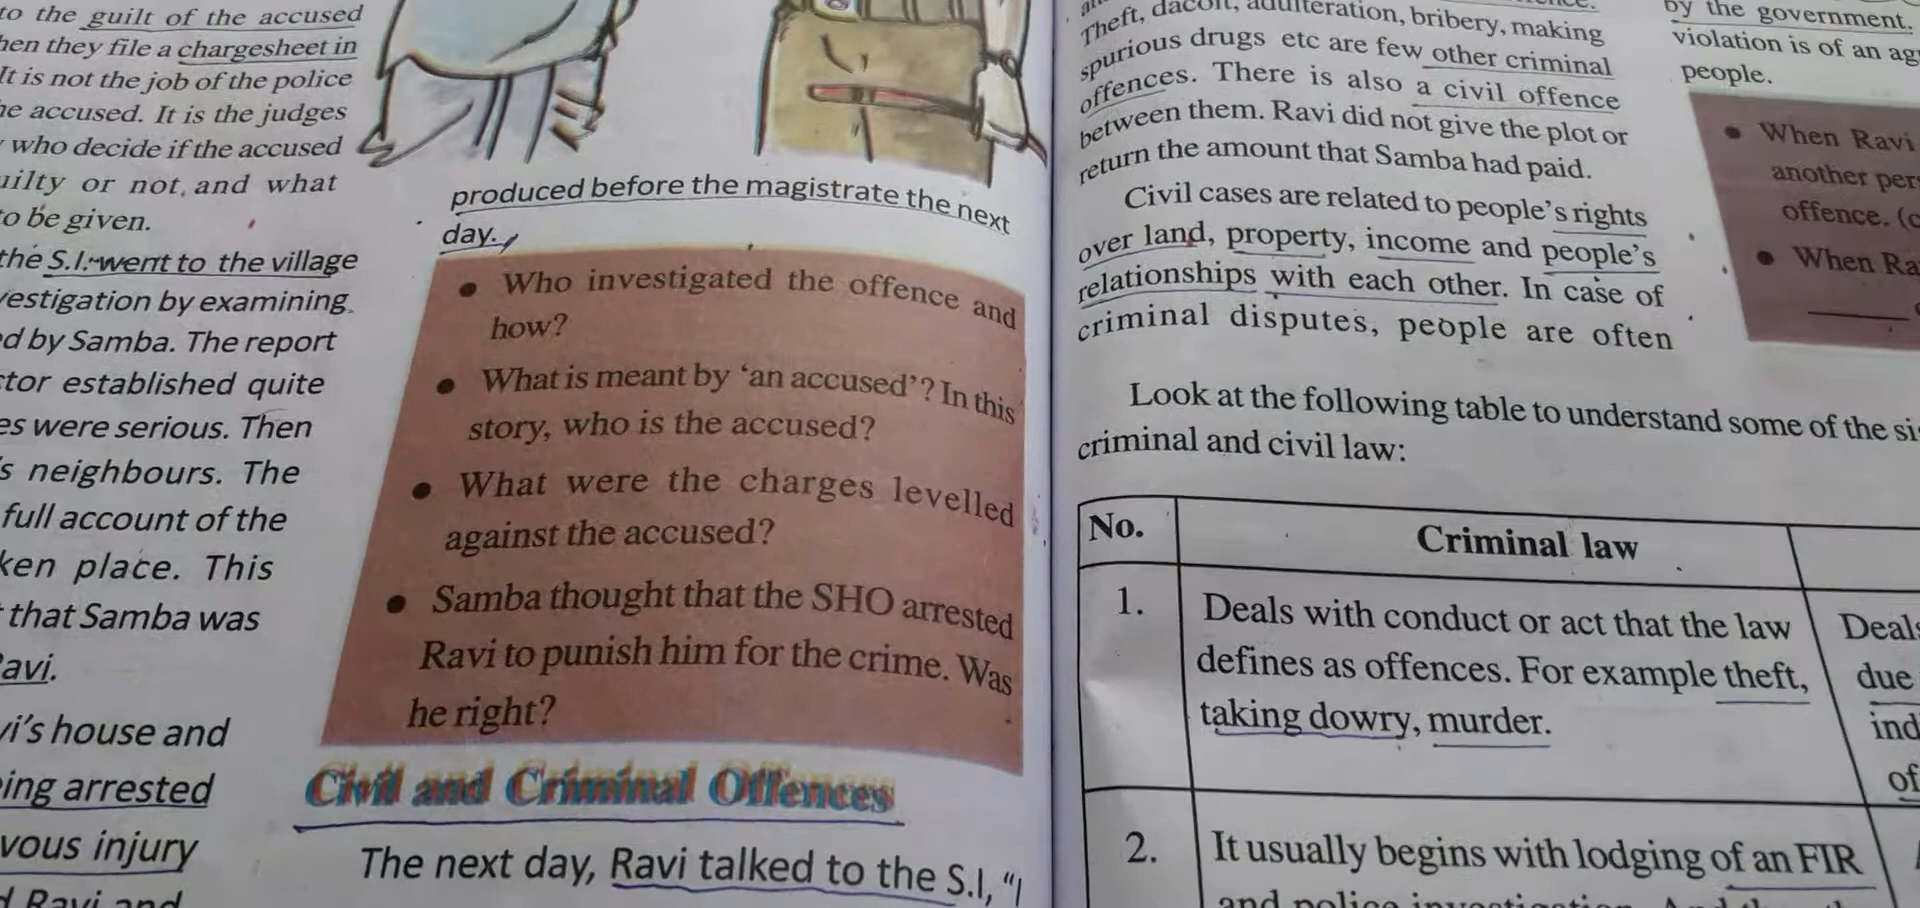 to the guilt of the accused
hen they file a chargesheet in
It is not the job of the police
he accused. It is the judges
who decide if the accused
uilty or not, and what
to be given.
the S.I. went to the village
vestigation by examining
ed by Samba. The report
ctor established quite
es were serious. Then
s neighbours. The
full account of the
ken place. This
that Samba was
Ravi.
vi's house and
eing arrested
vous injury
d Ravi and
produced before the magistrate the next
day.
• Who investigated the offence and
how?
• What is meant by 'an accused'? In this
story, who is the accused?
• What were the charges levelled
against the accused?
• Samba thought that the SHO arrested
Ravi to punish him for the crime. Was
he right?
Civil and Criminal Offences
The next day, Ravi talked to the S.I, "I
Theft, dacoit, adulteration, bribery, making
spurious drugs etc are few other criminal
offences. There is also a civil offence
between them. Ravi did not give the plot or
return the amount that Samba had paid.
Civil cases are related to people's rights
over land, property, income and people's
relationships with each other. In case of
criminal disputes, people are often
by the government.
violation is of an ag
people.
• When Ravi
another pers
offence. (c
• When Ra
Look at the following table to understand some of the si
criminal and civil law:
No.
Criminal law
1.
Deals with conduct or act that the law
defines as offences. For example theft,
taking dowry, murder.
Deals
due
ind
of
2.
It usually begins with lodging of an FIR
and police investigation.